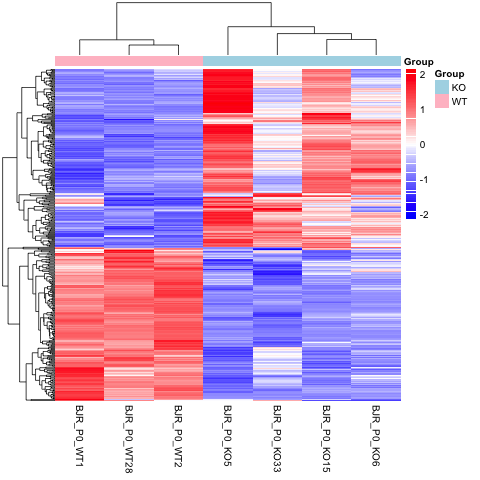 Group
2
1
0
-1
-2
Group
KO
WT
BJR_P0_WT1
BJR_P0_WT28
BJR_P0_WT2
BJR_P0_KO5
BJR_P0_KO33
BJR_P0_KO15
BJR_P0_KO6